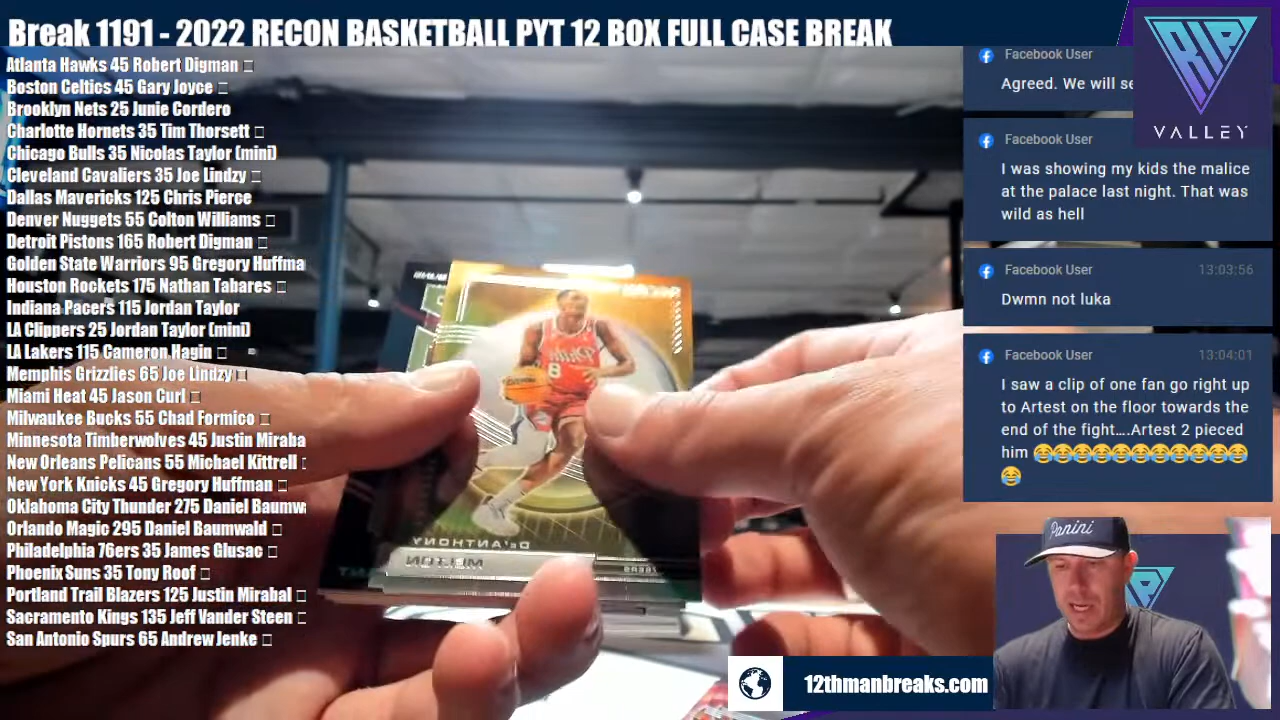 Break 1191 - 2022 RECON BASKETBALL PYT 12 BOX FULL CASE BREAK
Atlanta Hawks 45 Robert Digman
Boston Celtics 45 Gary Joyce
Brooklyn Nets 25 Junie Cordero
Charlotte Hornets 35 Tim Thorsett
Chicago Bulls 35 Nicolas Taylor (mini)
Cleveland Cavaliers 35 Joe Lindzy
Dallas Mavericks 125 Chris Pierce
Denver Nuggets 55 Colton Williams
Detroit Pistons 165 Robert Digman
Golden State Warriors 95 Gregory Huffma
Houston Rockets 175 Nathan Tabares
Indiana Pacers 115 Jordan Taylor
LA Clippers 25 Jordan Taylor (mini)
LA Lakers 115 Cameron Hagin
Memphis Grizzlies 65 Joe Lindzy
Miami Heat 45 Jason Curl
Milwaukee Bucks 55 Chad Formico
Minnesota Timberwolves 45 Justin Miraba
New Orleans Pelicans 55 Michael Kittrell
New York Knicks 45 Gregory Huffman
Oklahoma City Thunder 275 Daniel Baumw
Orlando Magic 295 Daniel Baumwald
Philadelphia 76ers 35 James Glusac
Phoenix Suns 35 Tony Roof
Portland Trail Blazers 125 Justin Mirabal
Sacramento Kings 135 Jeff Vander Steen
San Antonio Spurs 65 Andrew Jenke
DE'ANTHONY
MELTON
76ERS
8
Facebook User
Agreed. We will se
RIP
VALLEY
Facebook User
I was showing my kids the malice
at the palace last night. That was
wild as hell
Facebook User 13:03:56
Dwmn not luka
Facebook User 13:04:01
I saw a clip of one fan go right up
to Artest on the floor towards the
end of the fight....Artest 2 pieced
him 😂😂😂😂😂😂😂😂😂😂😂
😂
Panini
12thmanbreaks.com